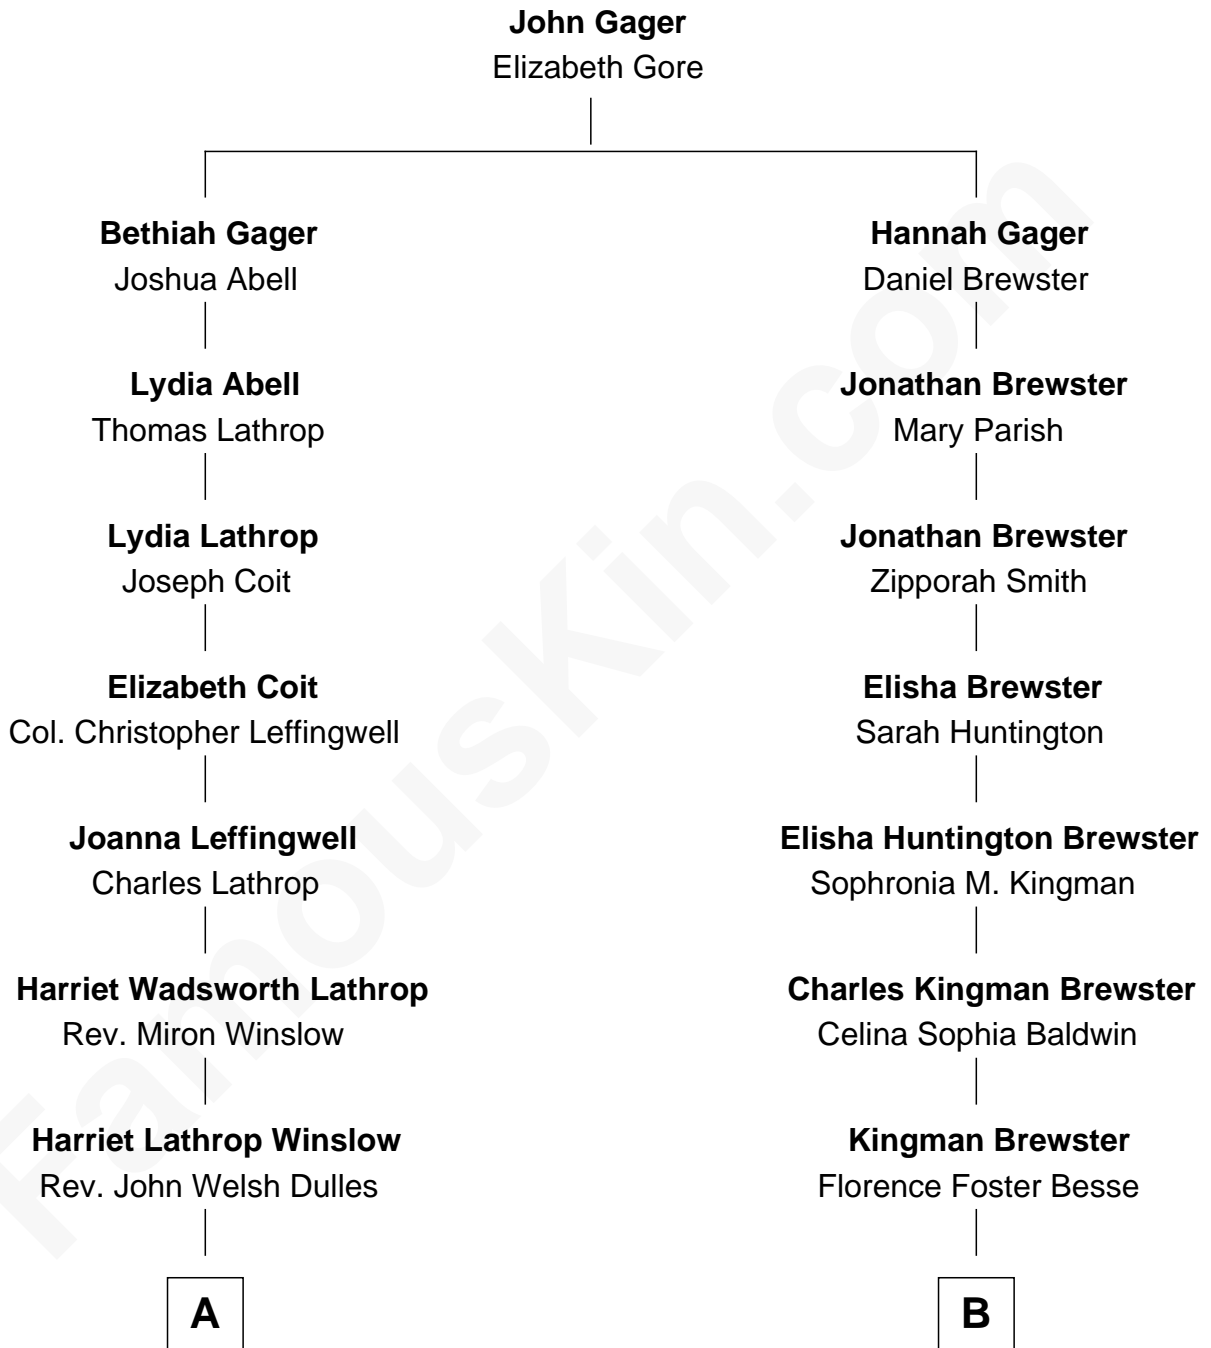 John Gager
Elizabeth Gore
Bethiah Gager
Joshua Abell
Lydia Abell
Thomas Lathrop
Lydia Lathrop
Joseph Coit
Elizabeth Coit
Col. Christopher Leffingwell
Joanna Leffingwell
Charles Lathrop
Harriet Wadsworth Lathrop
Rev. Miron Winslow
Harriet Lathrop Winslow
Rev. John Welsh Dulles
A
Hannah Gager
Daniel Brewster
Jonathan Brewster
Mary Parish
Jonathan Brewster
Zipporah Smith
Elisha Brewster
Sarah Huntington
Elisha Huntington Brewster
Sophronia M. Kingman
Charles Kingman Brewster
Celina Sophia Baldwin
Kingman Brewster
Florence Foster Besse
B
FamousKin.com